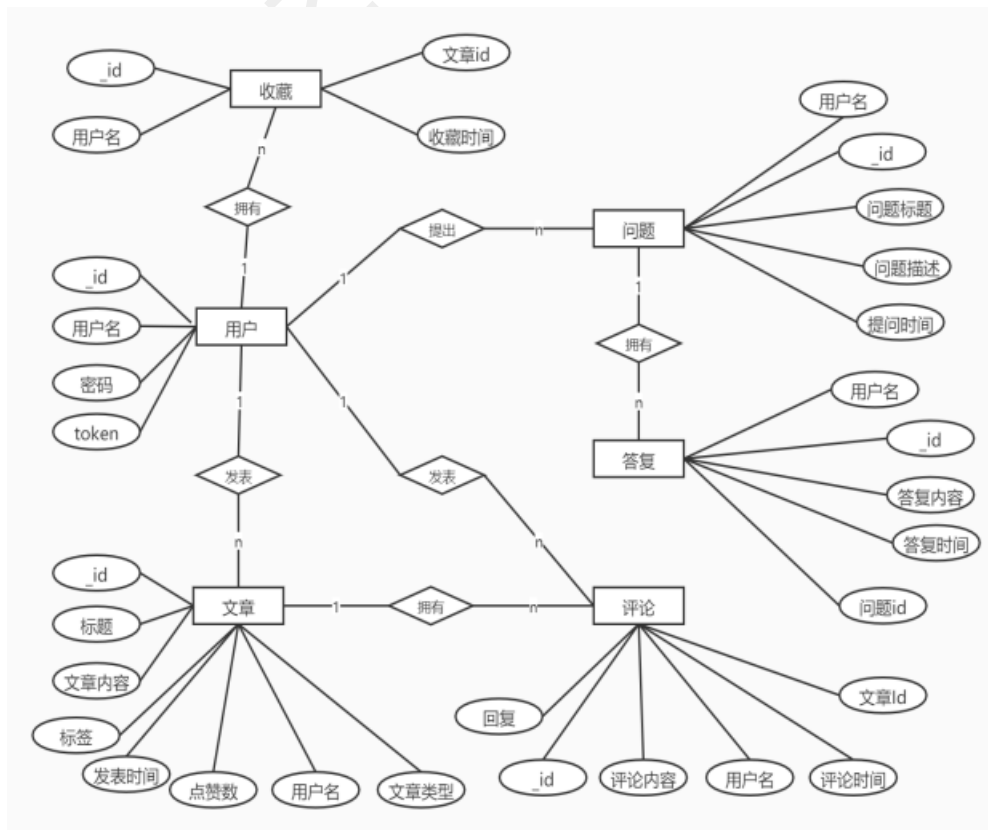 _id
文章id
收藏
用户名
收藏时间
n
拥有
1
用户名
_id
问题标题
问题描述
提问时间
提出
n
问题
1
_id
用户名
密码
token
用户
1
拥有
n
1
1
用户名
_id
答复内容
答复时间
问题id
答复
发表
发表
n
n
_id
标题
文章内容
标签
发表时间
点赞数
用户名
文章类型
文章
1
拥有
n
评论
文章Id
回复
_id
评论内容
用户名
评论时间